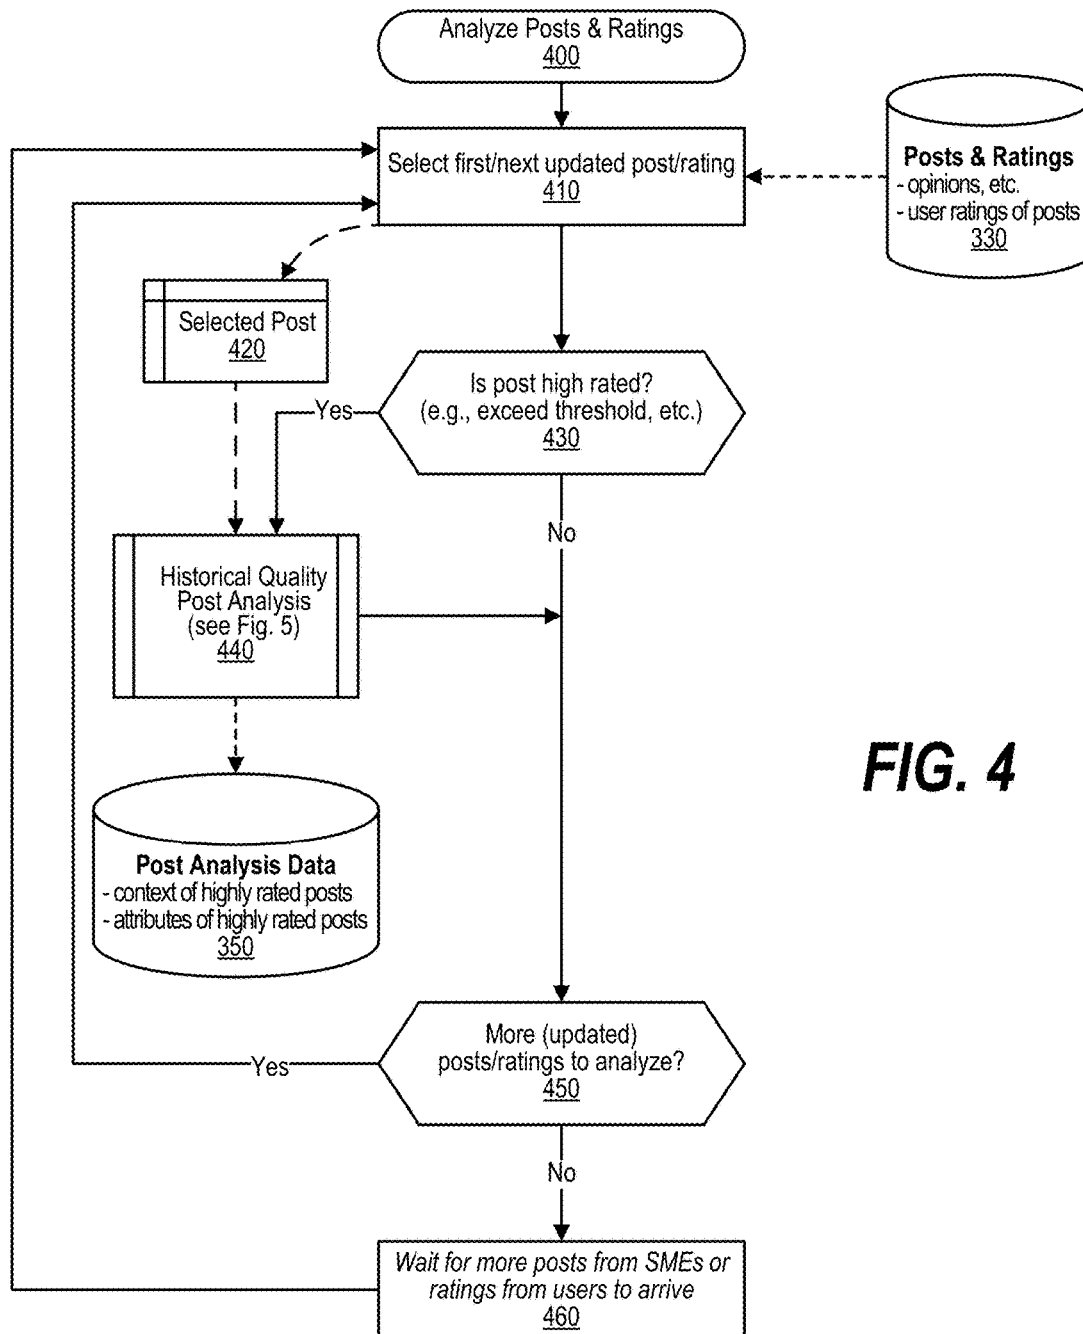 Analyze Posts & Ratings
400
Select first/next updated post/rating
410
Posts & Ratings
- opinions, etc.
- user ratings of posts
330
Selected Post
420
Is post high rated?
(e.g., exceed threshold, etc.)
430
Yes
No
Historical Quality
Post Analysis
(see Fig. 5)
440
FIG. 4
Post Analysis Data
- context of highly rated posts
- attributes of highly rated posts
350
More (updated)
posts/ratings to analyze?
450
Yes
No
Wait for more posts from SMEs or
ratings from users to arrive
460